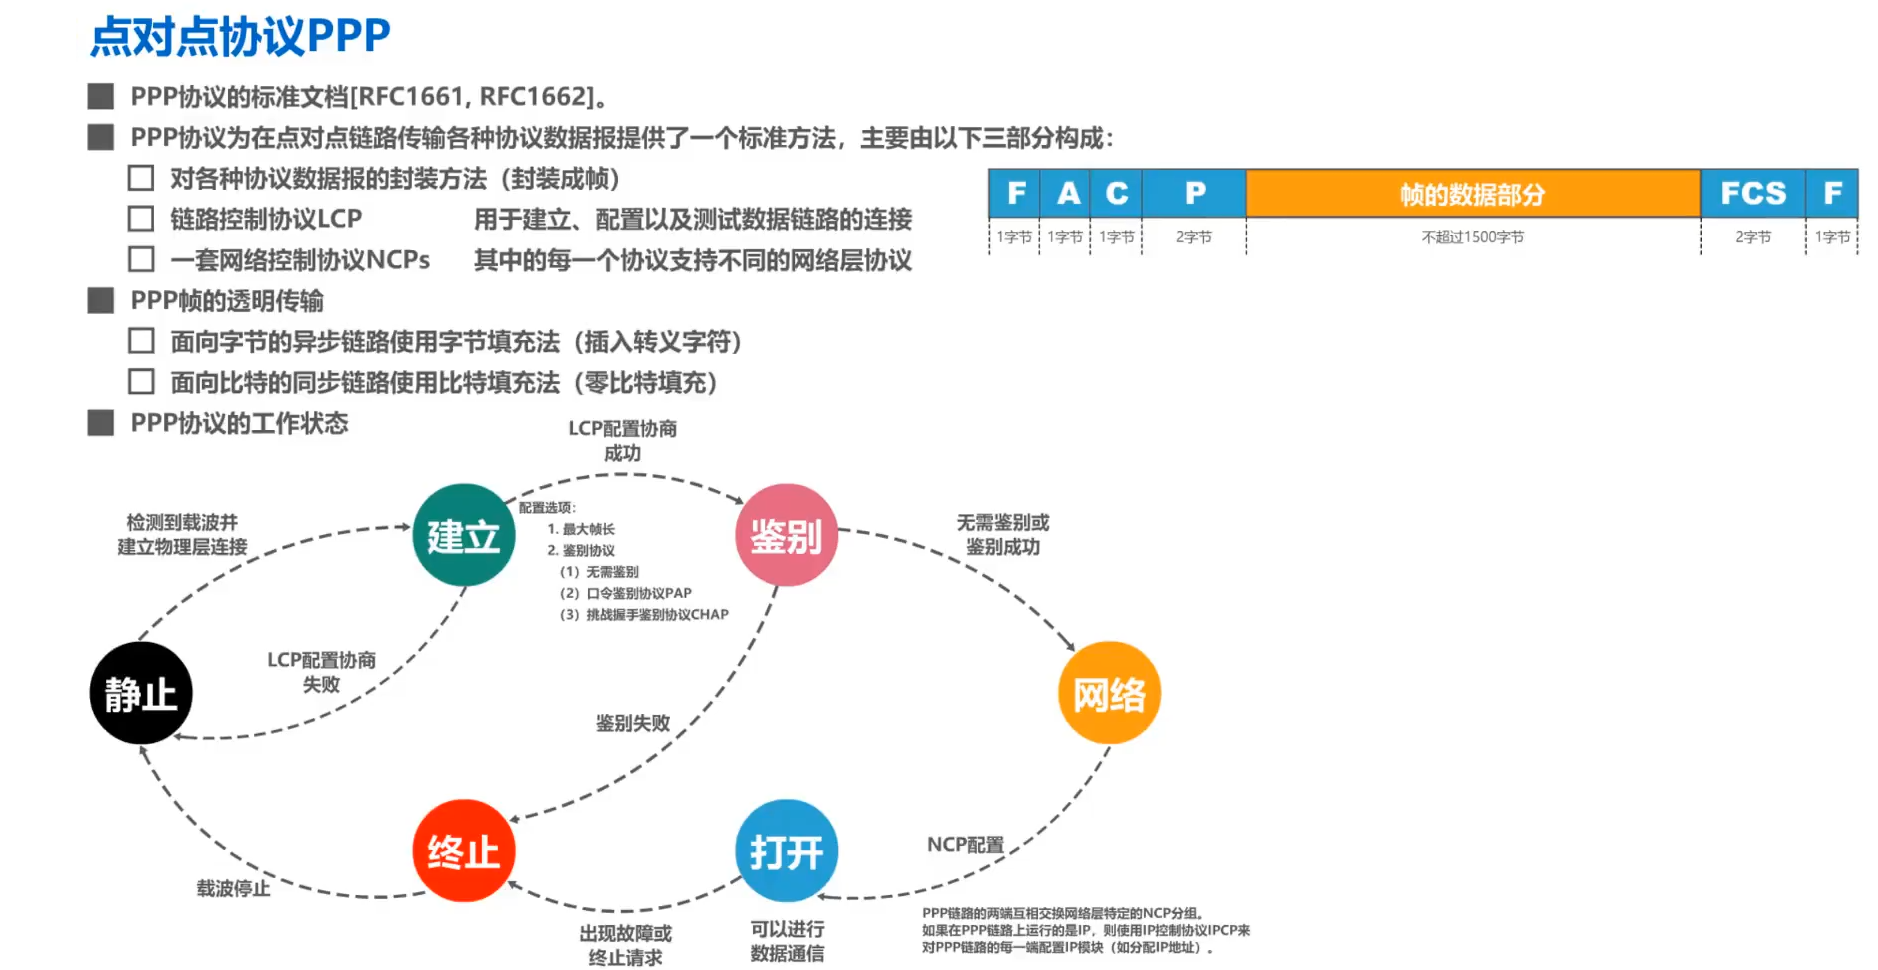 点对点协议PPP
PPP协议的标准文档[RFC1661, RFC1662]。
PPP协议为在点对点链路传输各种协议数据报提供了一个标准方法，主要由以下三部分构成：
对各种协议数据报的封装方法（封装成帧）
链路控制协议LCP 用于建立、配置以及测试数据链路的连接
一套网络控制协议NCPs 其中的每一个协议支持不同的网络层协议
F A C P 帧的数据部分 FCS F
1字节 1字节 1字节 2字节 不超过1500字节 2字节 1字节
PPP帧的透明传输
面向字节的异步链路使用字节填充法（插入转义字符）
面向比特的同步链路使用比特填充法（零比特填充）
PPP协议的工作状态
LCP配置协商
成功
检测到载波并
建立物理层连接
建立
配置选项：
1. 最大帧长
2. 鉴别协议
（1）无需鉴别
（2）口令鉴别协议PAP
（3）挑战握手鉴别协议CHAP
鉴别
无需鉴别或
鉴别成功
静止
LCP配置协商
失败
鉴别失败
网络
终止
打开
NCP配置
载波停止
出现故障或
终止请求
可以进行
数据通信
PPP链路的两端互相交换网络层特定的NCP分组。
如果在PPP链路上运行的是IP，则使用IP控制协议IPCP来
对PPP链路的每一端配置IP模块（如分配IP地址）。